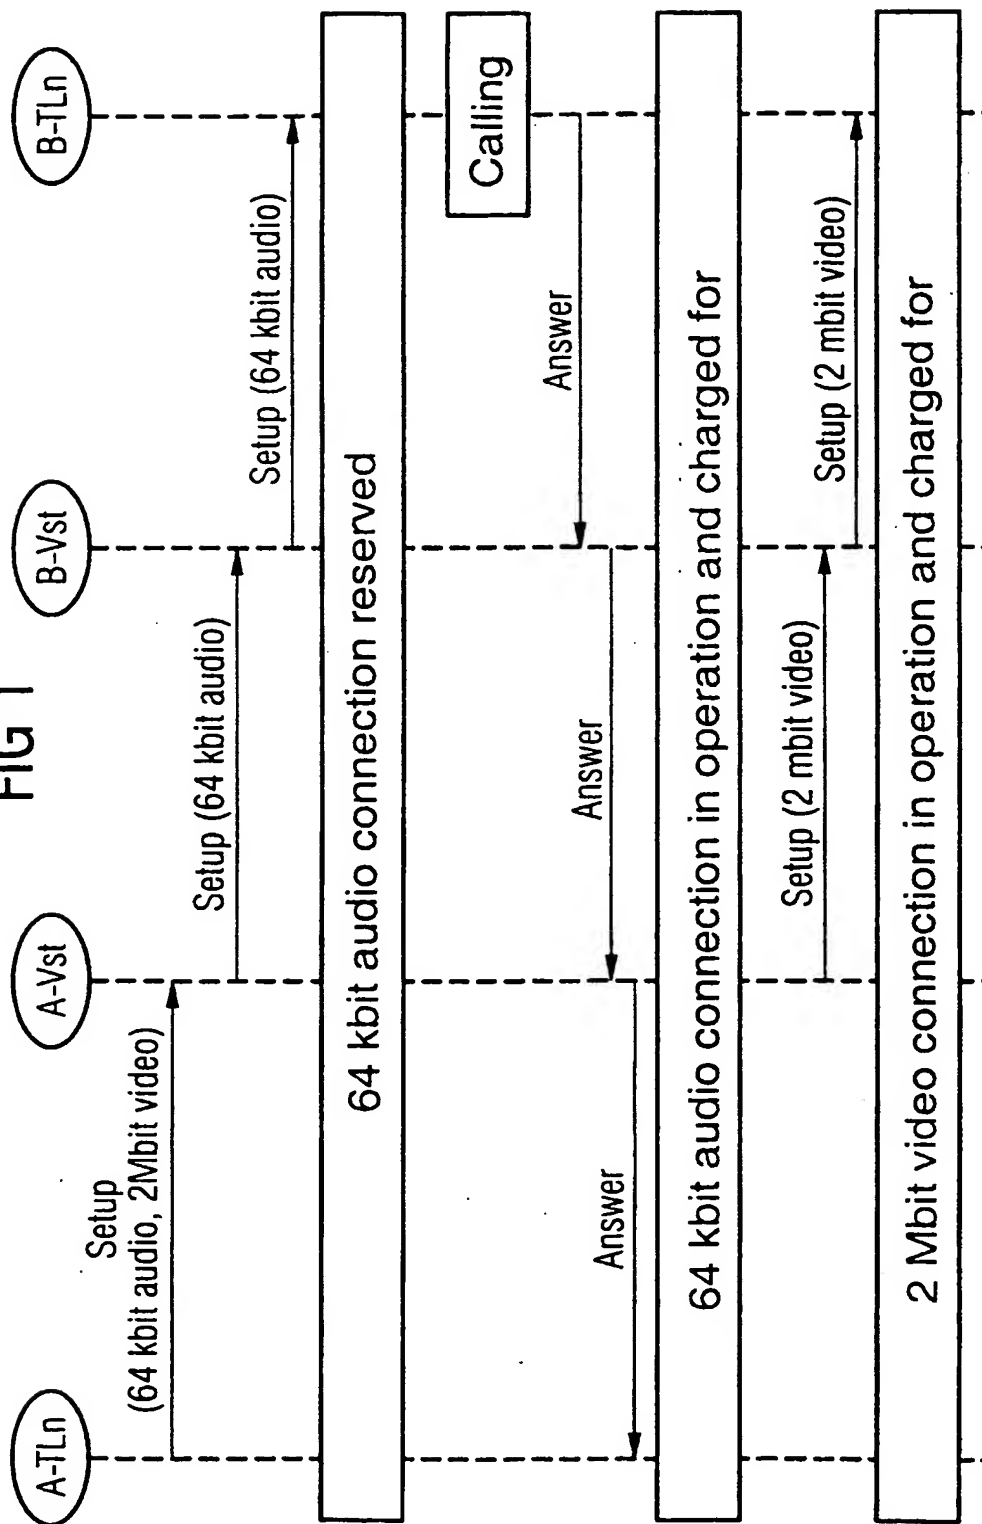 FIG 1
A-TLn
A-Vst
B-Vst
B-TLn
Setup
(64 kbit audio, 2Mbit video)
Setup (64 kbit audio)
Setup (64 kbit audio)
64 kbit audio connection reserved
Calling
Answer
Answer
Answer
64 kbit audio connection in operation and charged for
Setup (2 mbit video)
Setup (2 mbit video)
2 Mbit video connection in operation and charged for